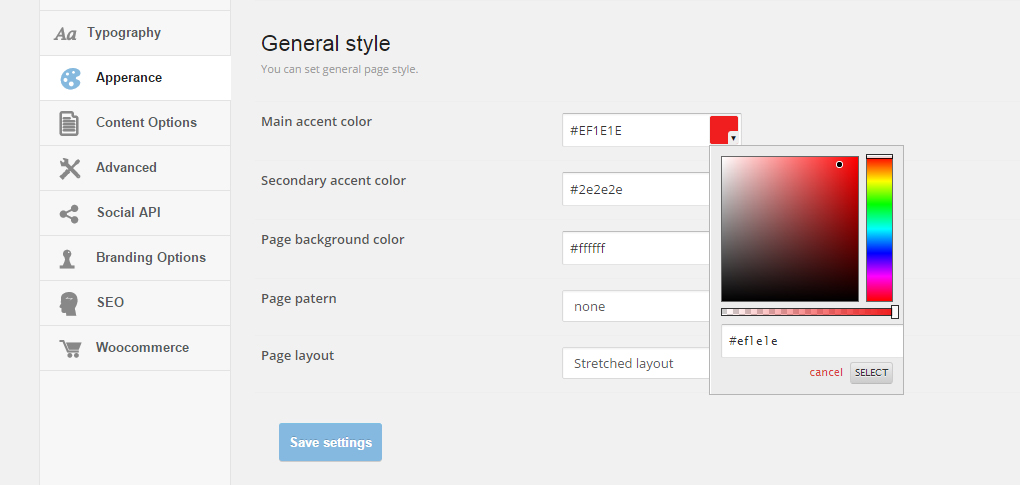 Aa Typography
Apperance
Content Options
Advanced
Social API
Branding Options
SEO
Woocommerce
General style
You can set general page style.
Main accent color
#EF1E1E
Secondary accent color
#2e2e2e
Page background color
#ffffff
Page patern
none
Page layout
Stretched layout
#ef1e1e
cancel SELECT
Save settings